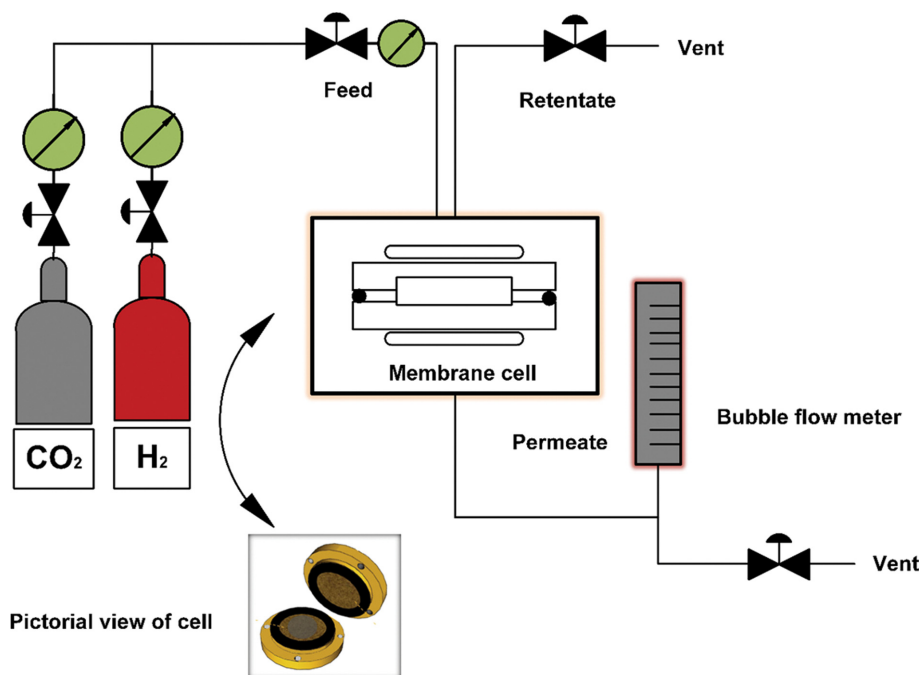 Vent
Feed
Retentate
Membrane cell
Permeate
Bubble flow meter
CO₂
H₂
Vent
Pictorial view of cell